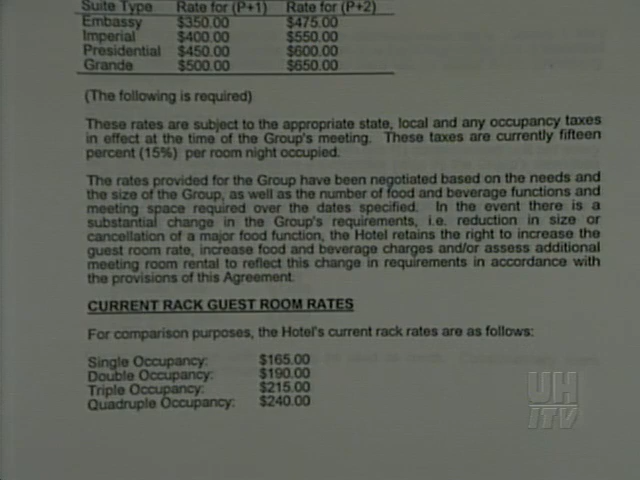 Suite Type Rate for (P+1) Rate for (P+2)
Embassy $350.00 $475.00
Imperial $400.00 $550.00
Presidential $450.00 $600.00
Grande $500.00 $650.00
(The following is required)
These rates are subject to the appropriate state, local and any occupancy taxes
in effect at the time of the Group's meeting. These taxes are currently fifteen
percent (15%) per room night occupied.
The rates provided for the Group have been negotiated based on the needs and
the size of the Group, as well as the number of food and beverage functions and
meeting space required over the dates specified. In the event there is a
substantial change in the Group's requirements, i.e. reduction in size or
cancellation of a major food function, the Hotel retains the right to increase the
guest room rate, increase food and beverage charges and/or assess additional
meeting room rental to reflect this change in requirements in accordance with
the provisions of this Agreement.
CURRENT RACK GUEST ROOM RATES
For comparison purposes, the Hotel's current rack rates are as follows:
Single Occupancy: $165.00
Double Occupancy: $190.00
Triple Occupancy: $215.00
Quadruple Occupancy: $240.00
UH
ITV